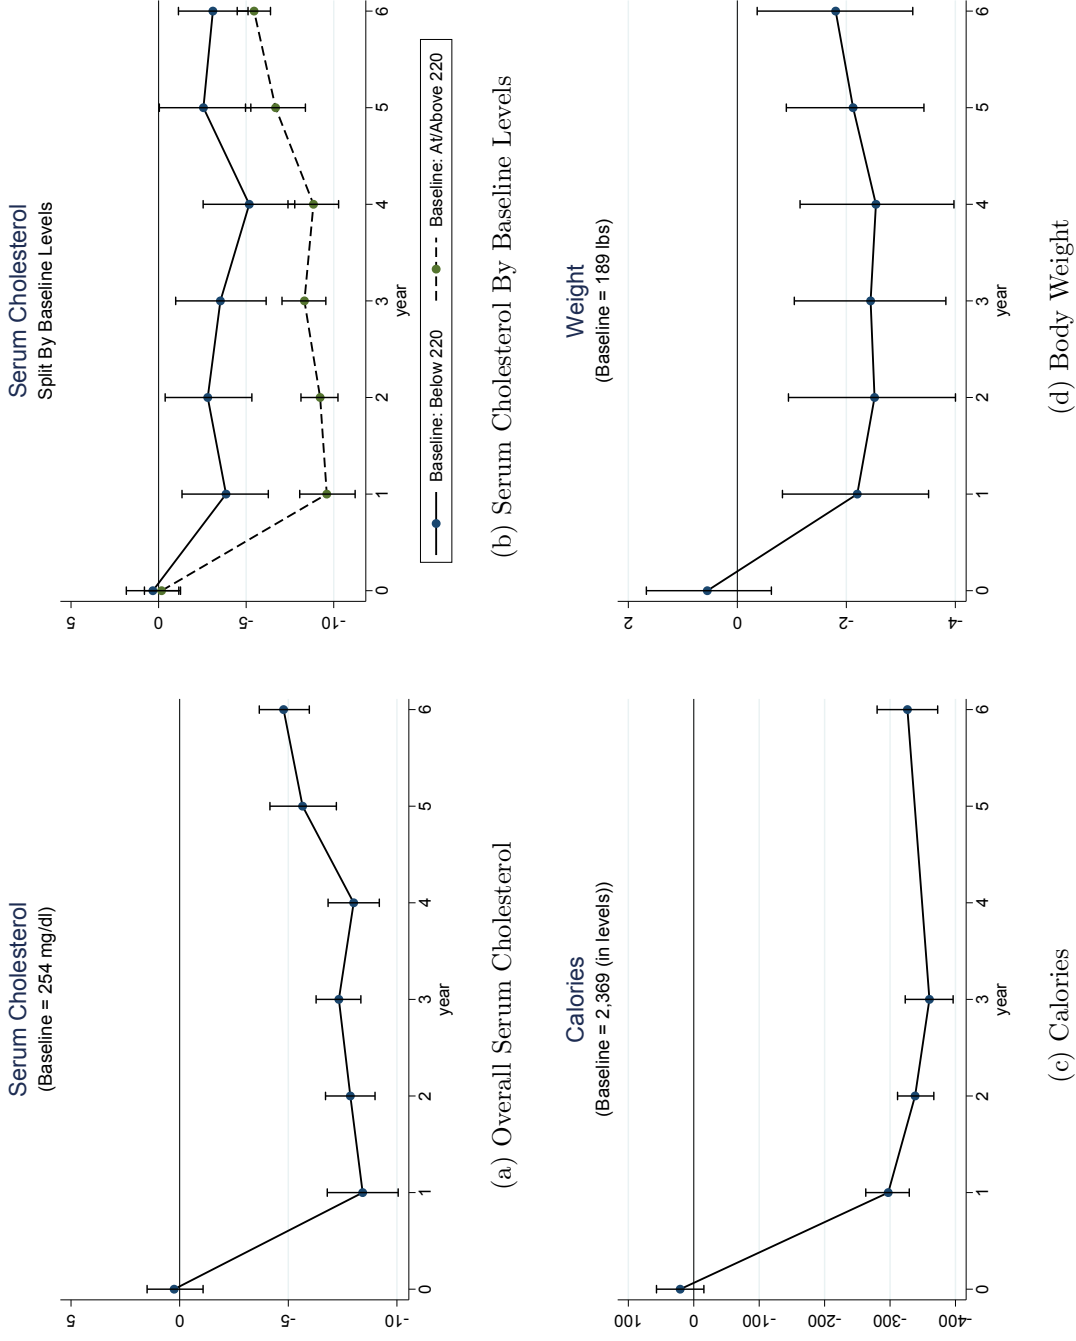 Serum Cholesterol
(Baseline = 254 mg/dl)
5
0
-5
-10
0 1 2 3 4 5 6
year
(a) Overall Serum Cholesterol
Serum Cholesterol
Split By Baseline Levels
5
0
-5
-10
0 1 2 3 4 5 6
year
Baseline: Below 220 Baseline: At/Above 220
(b) Serum Cholesterol By Baseline Levels
Calories
(Baseline = 2,369 (in levels))
100
0
-100
-200
-300
-400
0 1 2 3 4 5 6
year
(c) Calories
Weight
(Baseline = 189 lbs)
2
0
-2
-4
0 1 2 3 4 5 6
year
(d) Body Weight